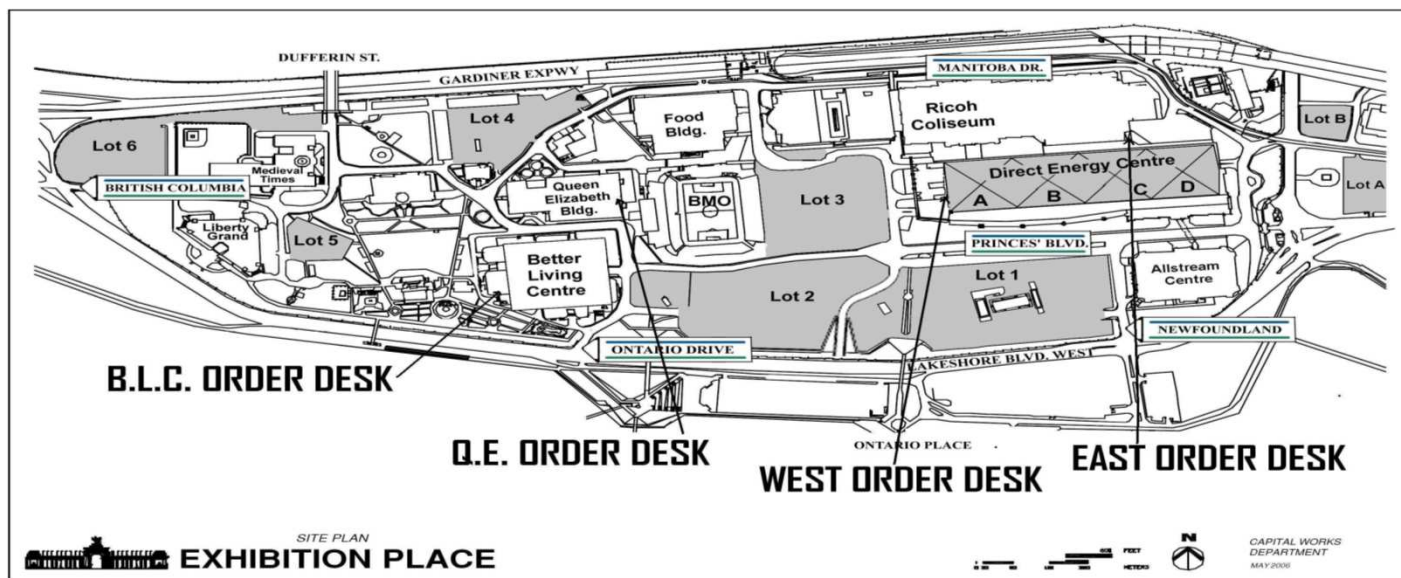 DUFFERIN ST.
GARDINER EXPWY
MANITOBA DR.
Ricoh
Coliseum
Food
Bldg.
Lot 4
Lot B
Lot 6
Medieval
Times
BRITISH COLUMBIA
Direct Energy Centre
A
B
C
D
Lot A
Queen
Elizabeth
Bldg.
BMO
Lot 3
Liberty
Grand
Lot 5
PRINCES' BLVD.
Better
Living
Centre
Lot 1
Allstream
Centre
Lot 2
NEWFOUNDLAND
ONTARIO DRIVE
LAKESHORE BLVD. WEST
B.L.C. ORDER DESK
ONTARIO PLACE
Q.E. ORDER DESK
WEST ORDER DESK
EAST ORDER DESK
SITE PLAN
EXHIBITION PLACE
FEET
METERS
N
CAPITAL WORKS
DEPARTMENT
MAY 2006